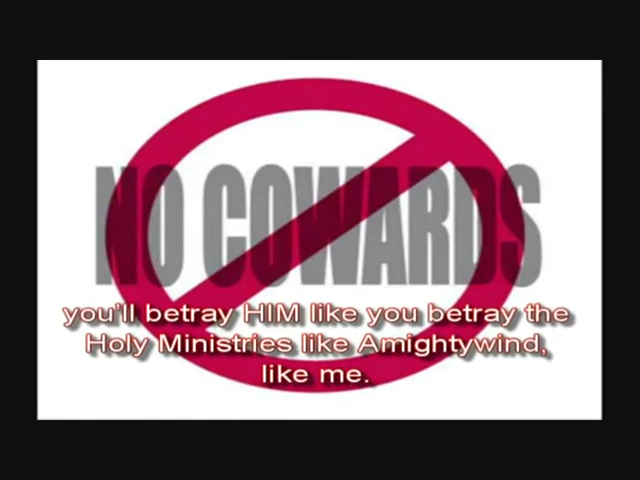 NO COWARDS
you'll betray HIM like you betray the
Holy Ministries like Amightywind,
like me.